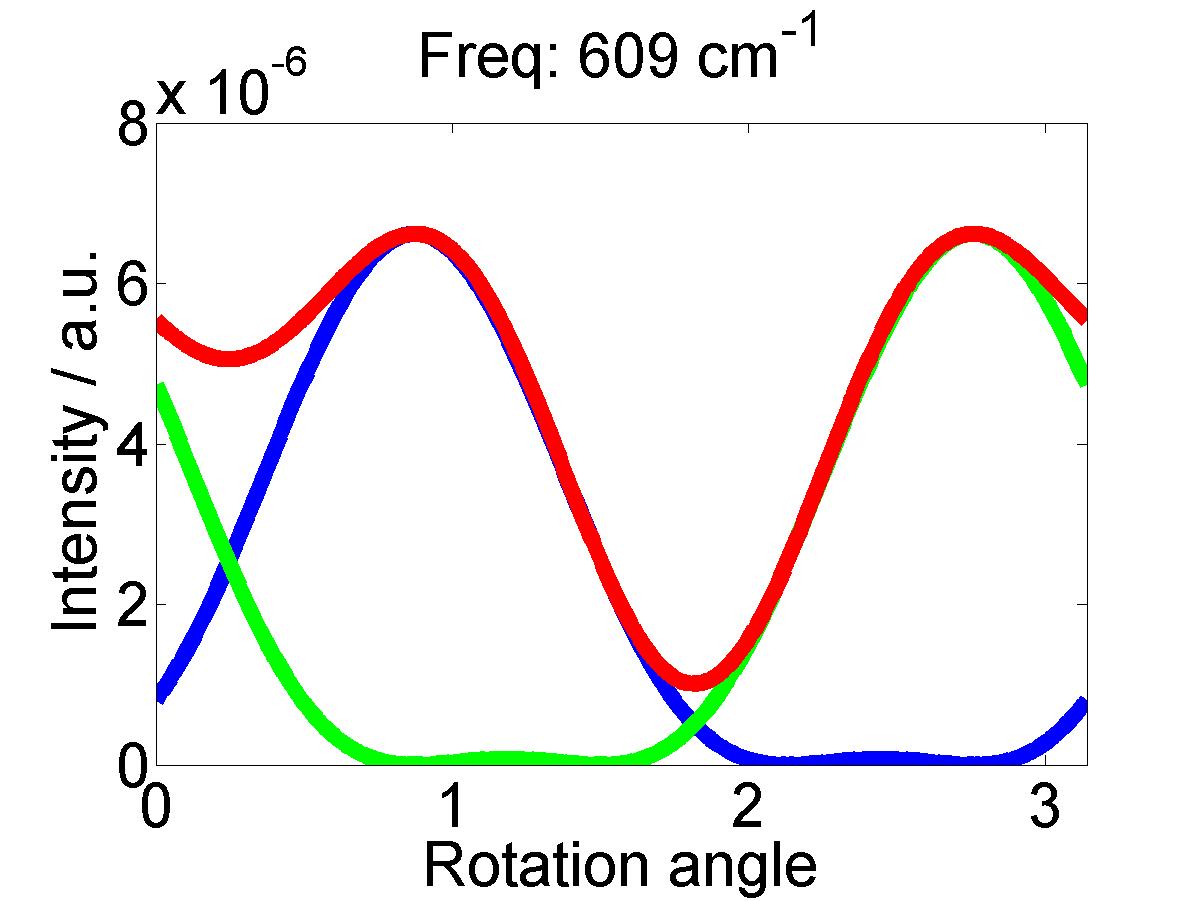 Freq: 609 cm-1
x 10-6
8
6
4
2
0
Intensity / a.u.
0 1 2 3
Rotation angle